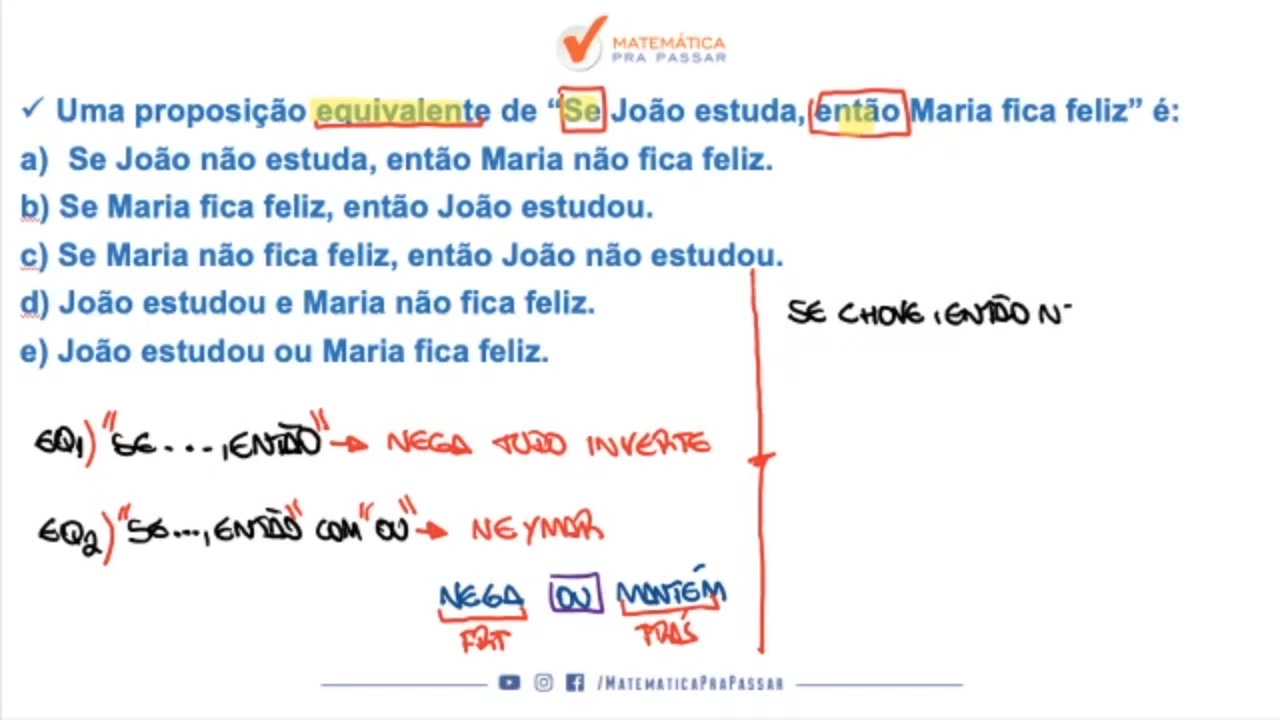 MATEMÁTICA
PRA PASSAR
✓ Uma proposição equivalente de “Se João estuda, então Maria fica feliz” é:
a) Se João não estuda, então Maria não fica feliz.
b) Se Maria fica feliz, então João estudou.
c) Se Maria não fica feliz, então João não estudou.
d) João estudou e Maria não fica feliz.
e) João estudou ou Maria fica feliz.
SE CHOVE, ENTÃO N
EQ1) "SE...., ENTÃO" → NEGA TUDO INVERTE
EQ2) "SE..., ENTÃO" COM "OU" → NEYMAR
NEGA OU MANTÉM
FRT TRÁS
/MATEMATICAPRAPASSAR